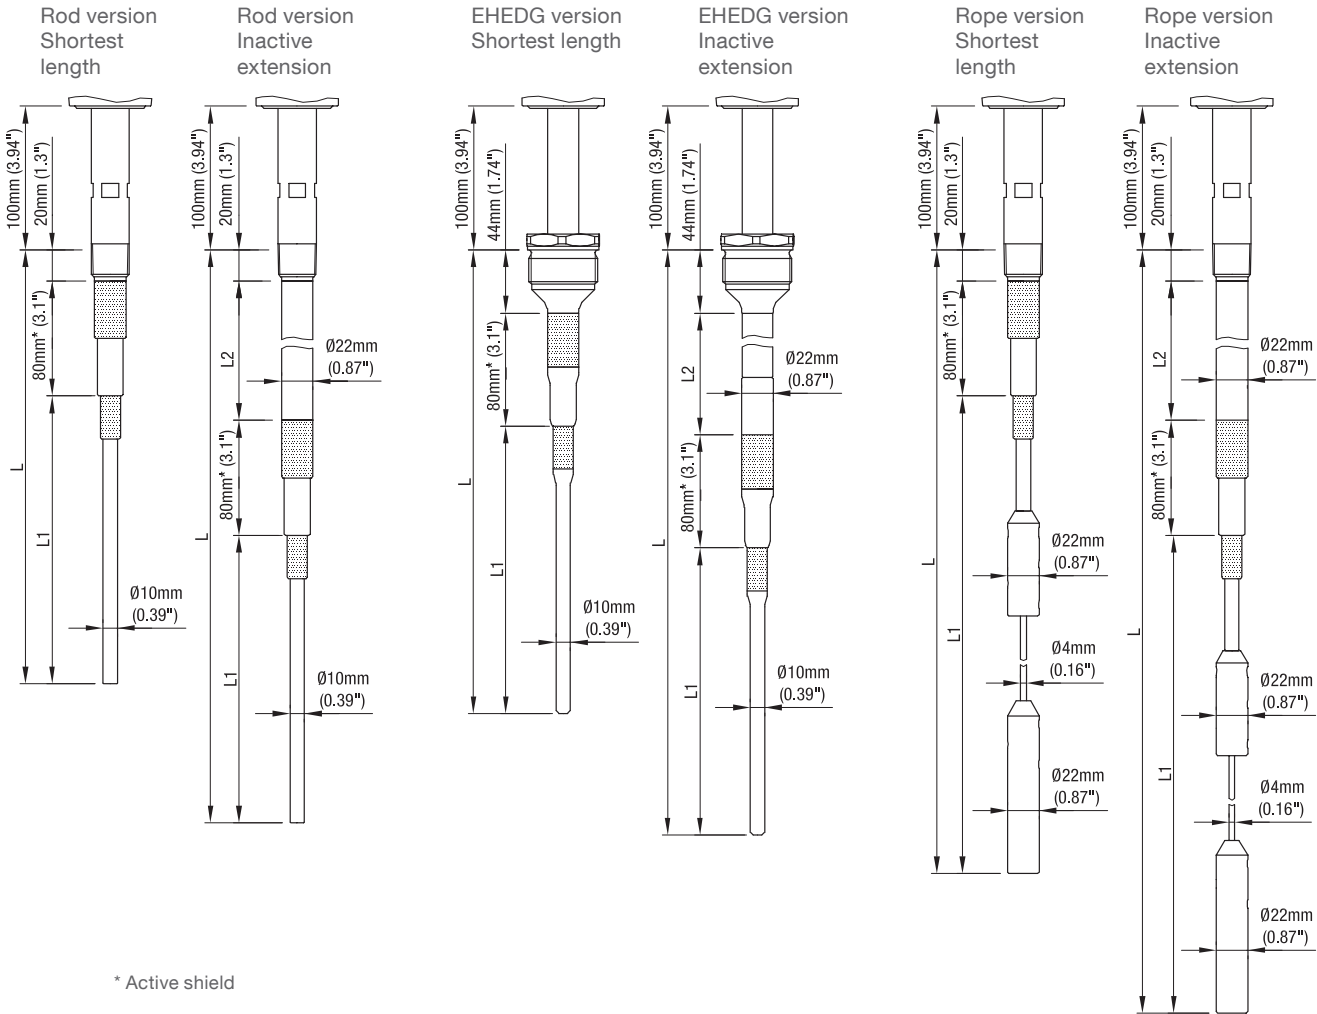 Rod version
Shortest
length
Rod version
Inactive
extension
EHEDG version
Shortest length
EHEDG version
Inactive
extension
Rope version
Shortest
length
Rope version
Inactive
extension
100mm (3.94")
20mm (1.3")
80mm* (3.1")
L
L1
Ø10mm
(0.39")
100mm (3.94")
20mm (1.3")
L2
Ø22mm
(0.87")
80mm* (3.1")
L
L1
Ø10mm
(0.39")
100mm (3.94")
44mm (1.74")
80mm* (3.1")
L
L1
Ø10mm
(0.39")
100mm (3.94")
44mm (1.74")
L2
Ø22mm
(0.87")
80mm* (3.1")
L
L1
Ø10mm
(0.39")
100mm (3.94")
20mm (1.3")
80mm* (3.1")
L
L1
Ø22mm
(0.87")
Ø4mm
(0.16")
Ø22mm
(0.87")
100mm (3.94")
20mm (1.3")
L2
Ø22mm
(0.87")
80mm* (3.1")
L
L1
Ø22mm
(0.87")
Ø4mm
(0.16")
Ø22mm
(0.87")
* Active shield